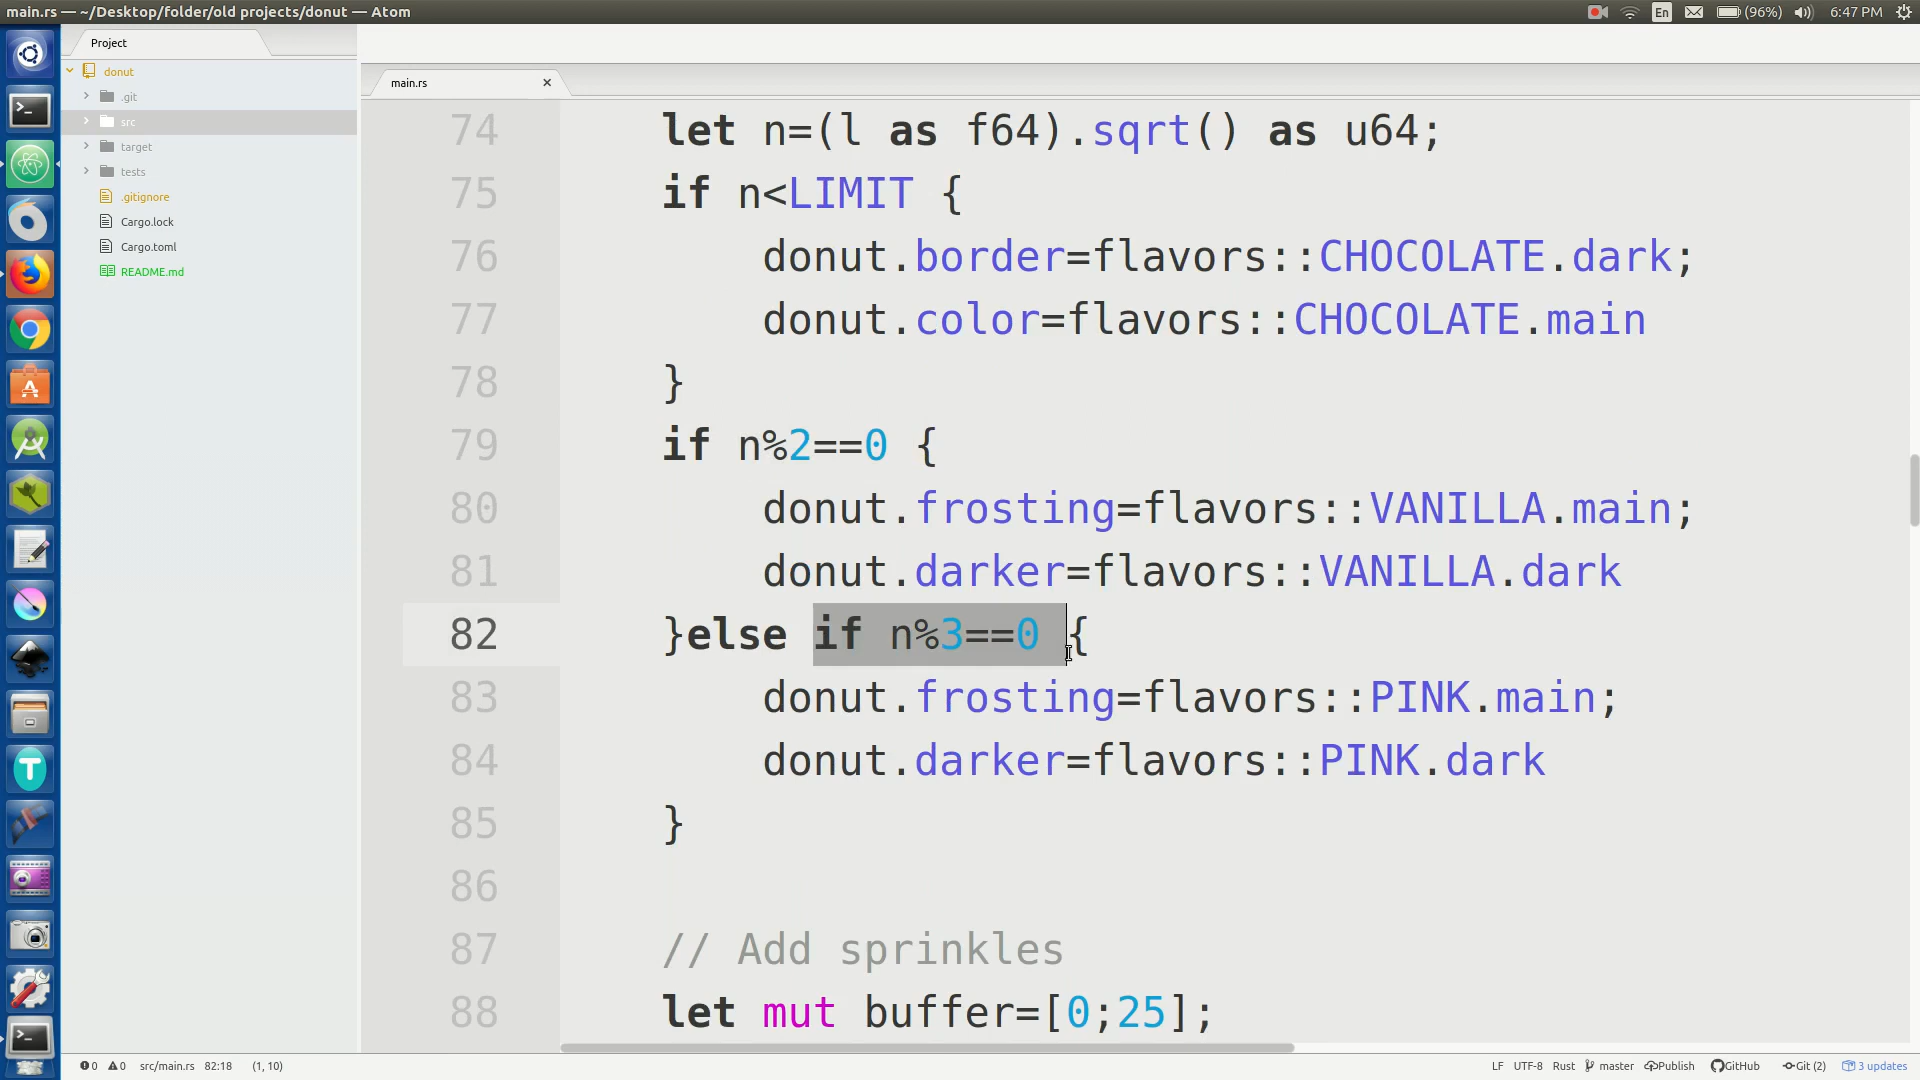 main.rs — ~/Desktop/folder/old projects/donut — Atom
En
(96%)
6:47 PM
Project
donut
.git
src
target
tests
.gitignore
Cargo.lock
Cargo.toml
README.md
main.rs
74 let n=(l as f64).sqrt() as u64;
75 if n<LIMIT {
76 donut.border=flavors::CHOCOLATE.dark;
77 donut.color=flavors::CHOCOLATE.main
78 }
79 if n%2==0 {
80 donut.frosting=flavors::VANILLA.main;
81 donut.darker=flavors::VANILLA.dark
82 }else if n%3==0 {
83 donut.frosting=flavors::PINK.main;
84 donut.darker=flavors::PINK.dark
85 }
86
87 // Add sprinkles
88 let mut buffer=[0;25];
0 0 src/main.rs 82:18 (1, 10)
LF UTF-8 Rust master Publish GitHub Git (2) 3 updates